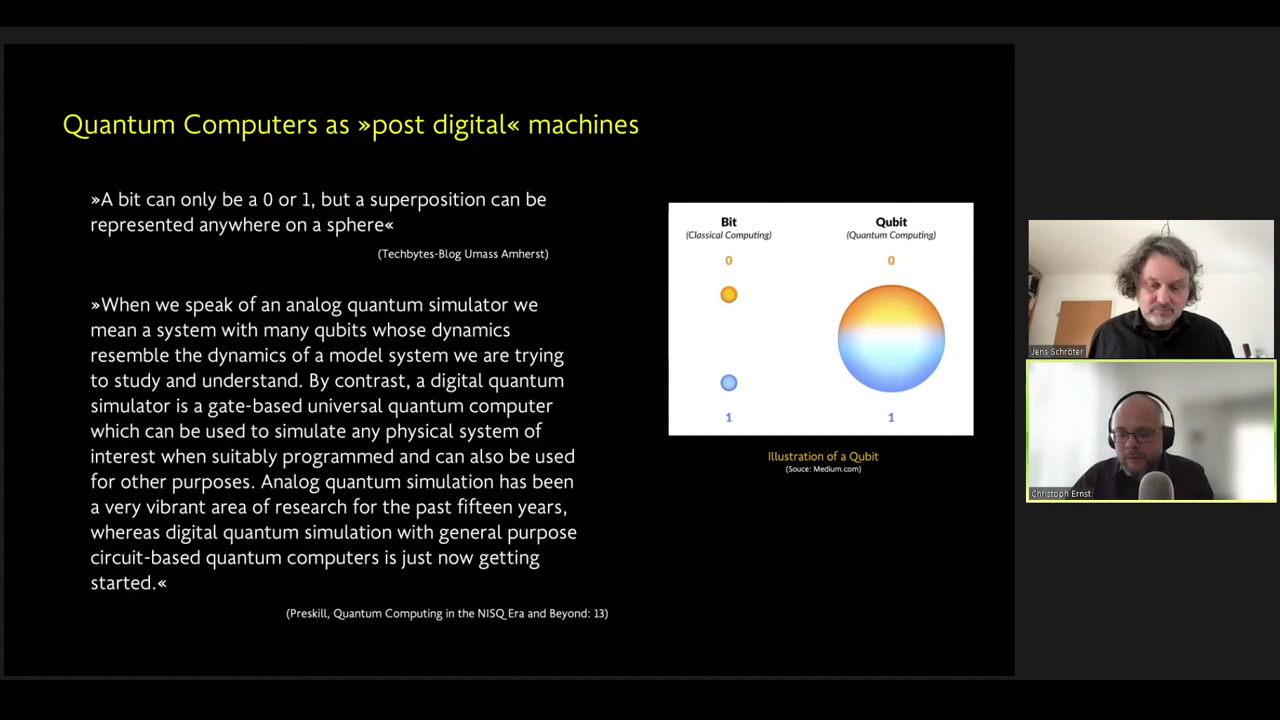 Quantum Computers as »post digital« machines
»A bit can only be a 0 or 1, but a superposition can be
represented anywhere on a sphere«
(Techbytes-Blog Umass Amherst)
»When we speak of an analog quantum simulator we
mean a system with many qubits whose dynamics
resemble the dynamics of a model system we are trying
to study and understand. By contrast, a digital quantum
simulator is a gate-based universal quantum computer
which can be used to simulate any physical system of
interest when suitably programmed and can also be used
for other purposes. Analog quantum simulation has been
a very vibrant area of research for the past fifteen years,
whereas digital quantum simulation with general purpose
circuit-based quantum computers is just now getting
started.«
(Preskill, Quantum Computing in the NISQ Era and Beyond: 13)
Bit
(Classical Computing)
0
1
Qubit
(Quantum Computing)
0
1
Illustration of a Qubit
(Souce: Medium.com)
Jens Schröter
Christoph Ernst